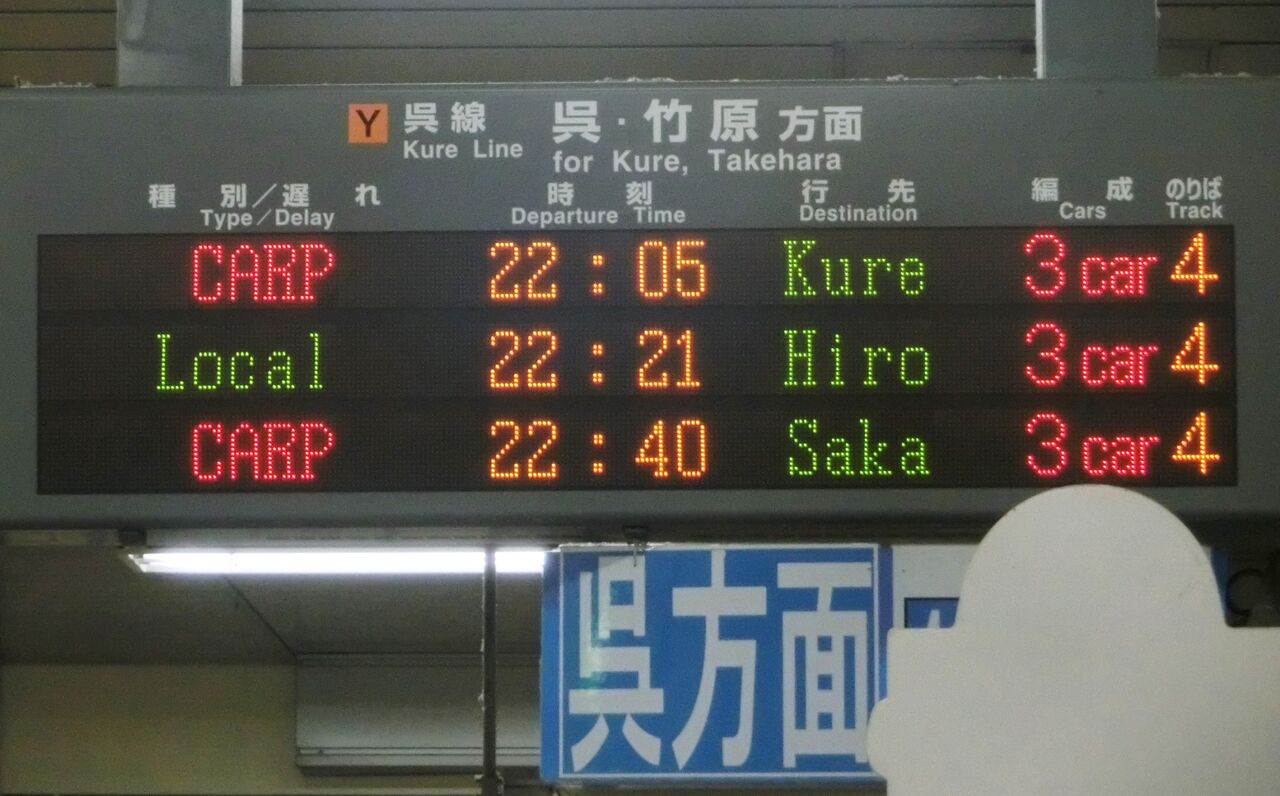 Y 呉線 呉・竹原方面
Kure Line for Kure, Takehara
種別/遅れ 時刻 行先 編成 のりば
Type/Delay Departure Time Destination Cars Track
CARP 22:05 Kure 3car 4
Local 22:21 Hiro 3car 4
CARP 22:40 Saka 3car 4
呉方面